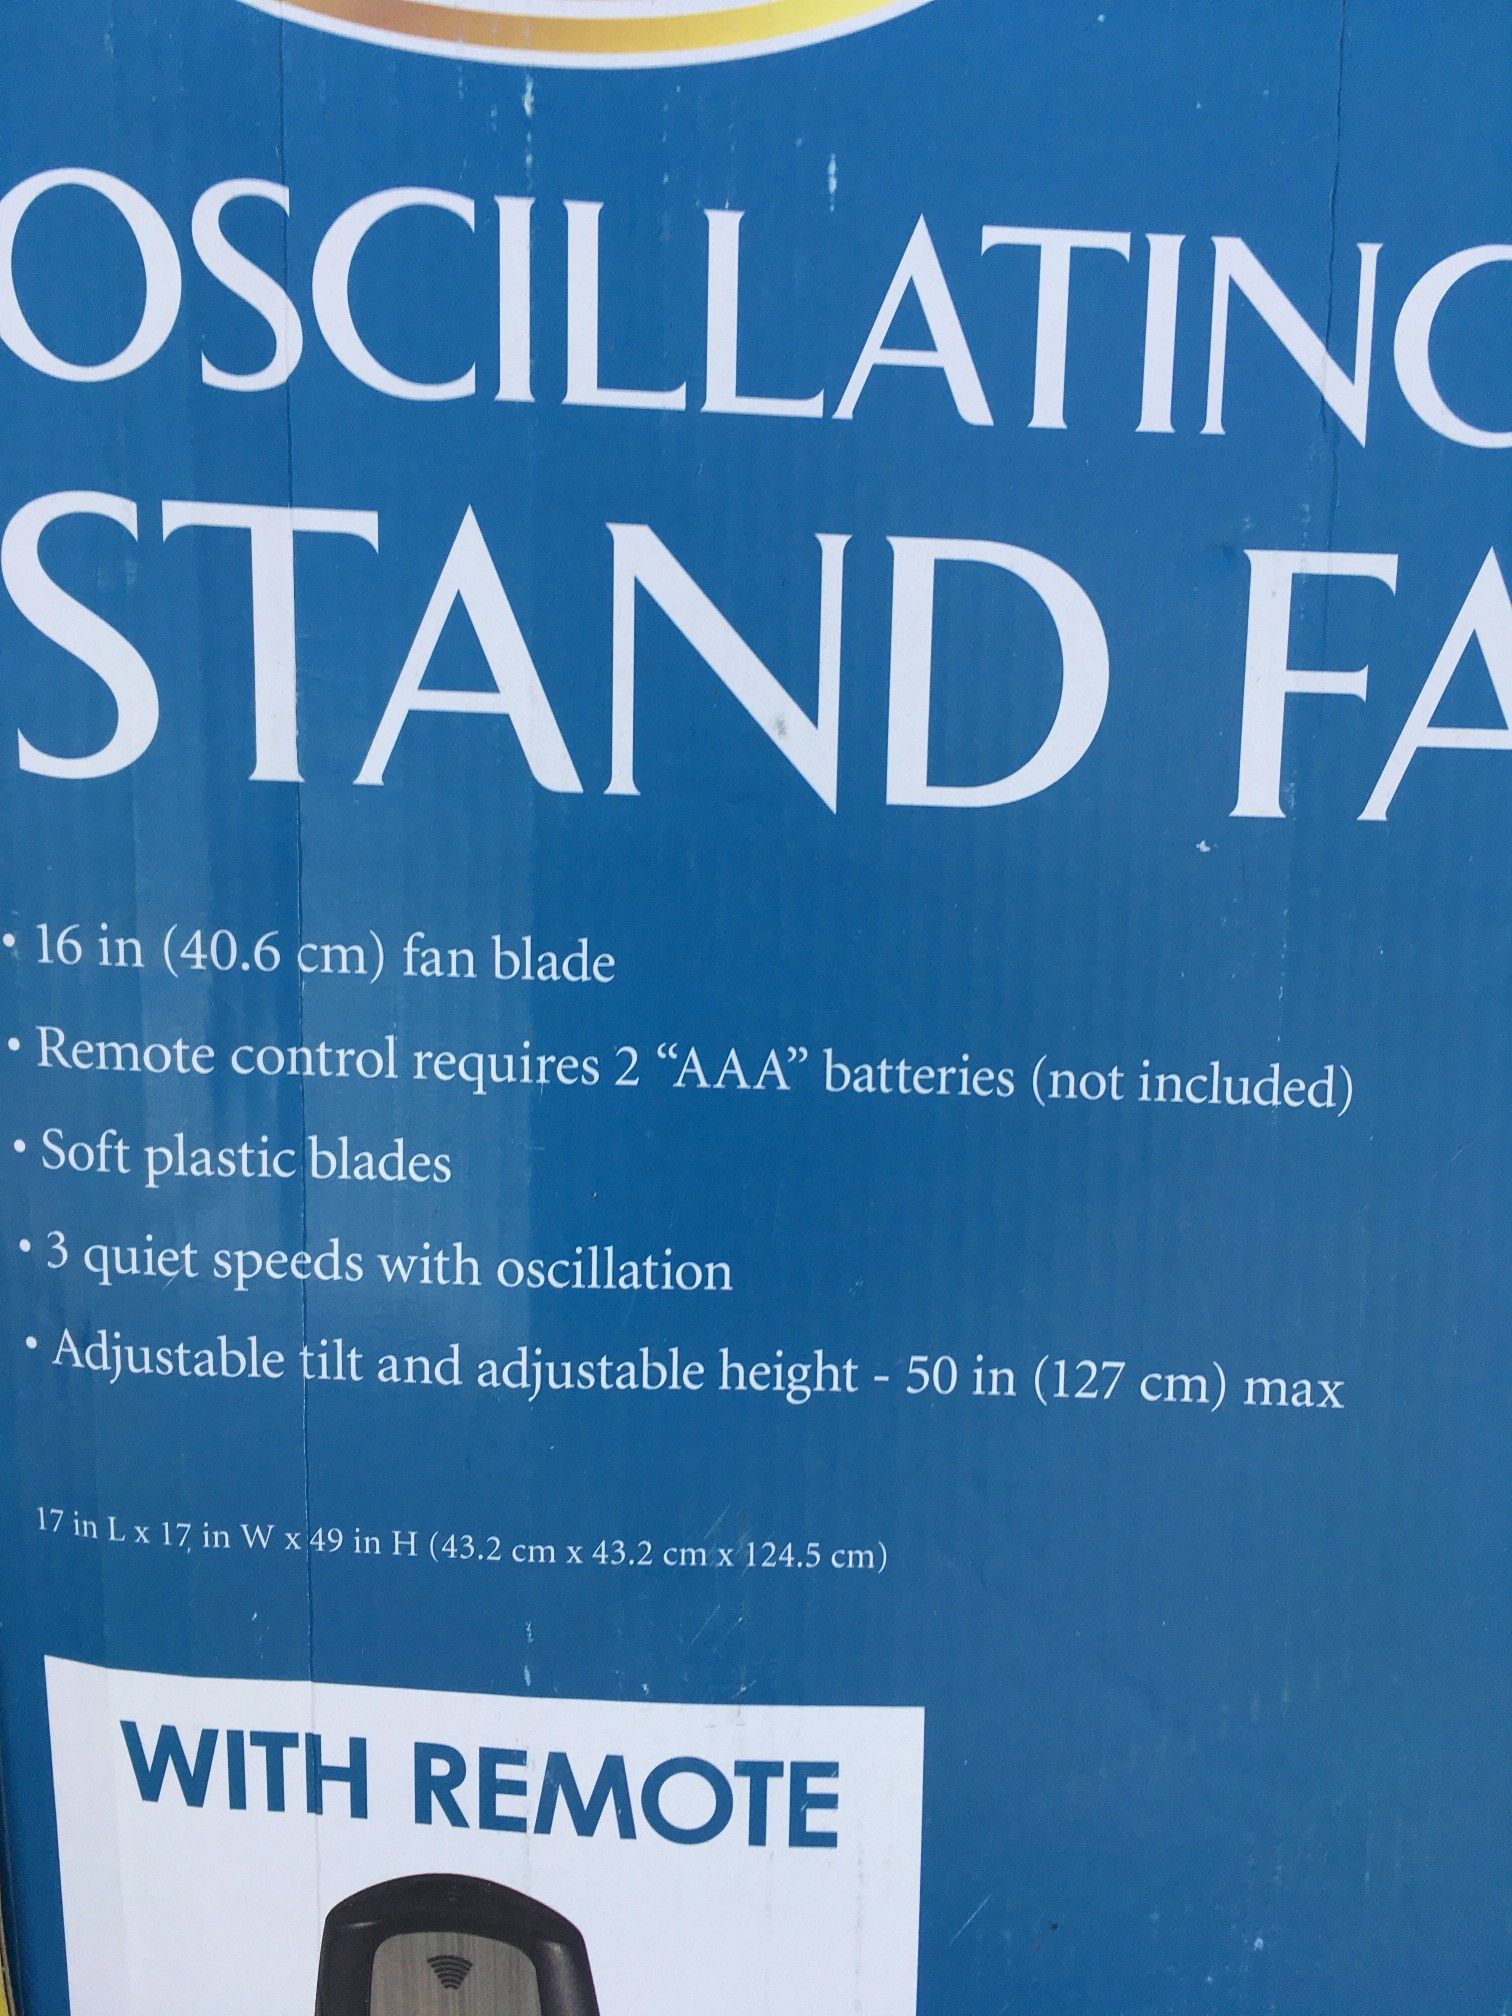 OSCILLATING
STAND FA
• 16 in (40.6 cm) fan blade
• Remote control requires 2 “AAA” batteries (not included)
• Soft plastic blades
• 3 quiet speeds with oscillation
• Adjustable tilt and adjustable height - 50 in (127 cm) max
17 in L x 17 in W x 49 in H (43.2 cm x 43.2 cm x 124.5 cm)
WITH REMOTE